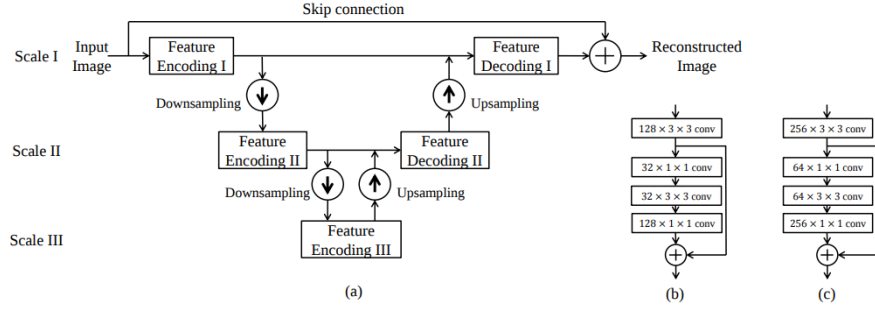 Skip connection
Scale I
Input
Image
Feature
Encoding I
Feature
Decoding I
Reconstructed
Image
Downsampling
Upsampling
Scale II
Feature
Encoding II
Feature
Decoding II
Downsampling
Upsampling
Scale III
Feature
Encoding III
(a)
128 × 3 × 3 conv
32 × 1 × 1 conv
32 × 3 × 3 conv
128 × 1 × 1 conv
(b)
256 × 3 × 3 conv
64 × 1 × 1 conv
64 × 3 × 3 conv
256 × 1 × 1 conv
(c)